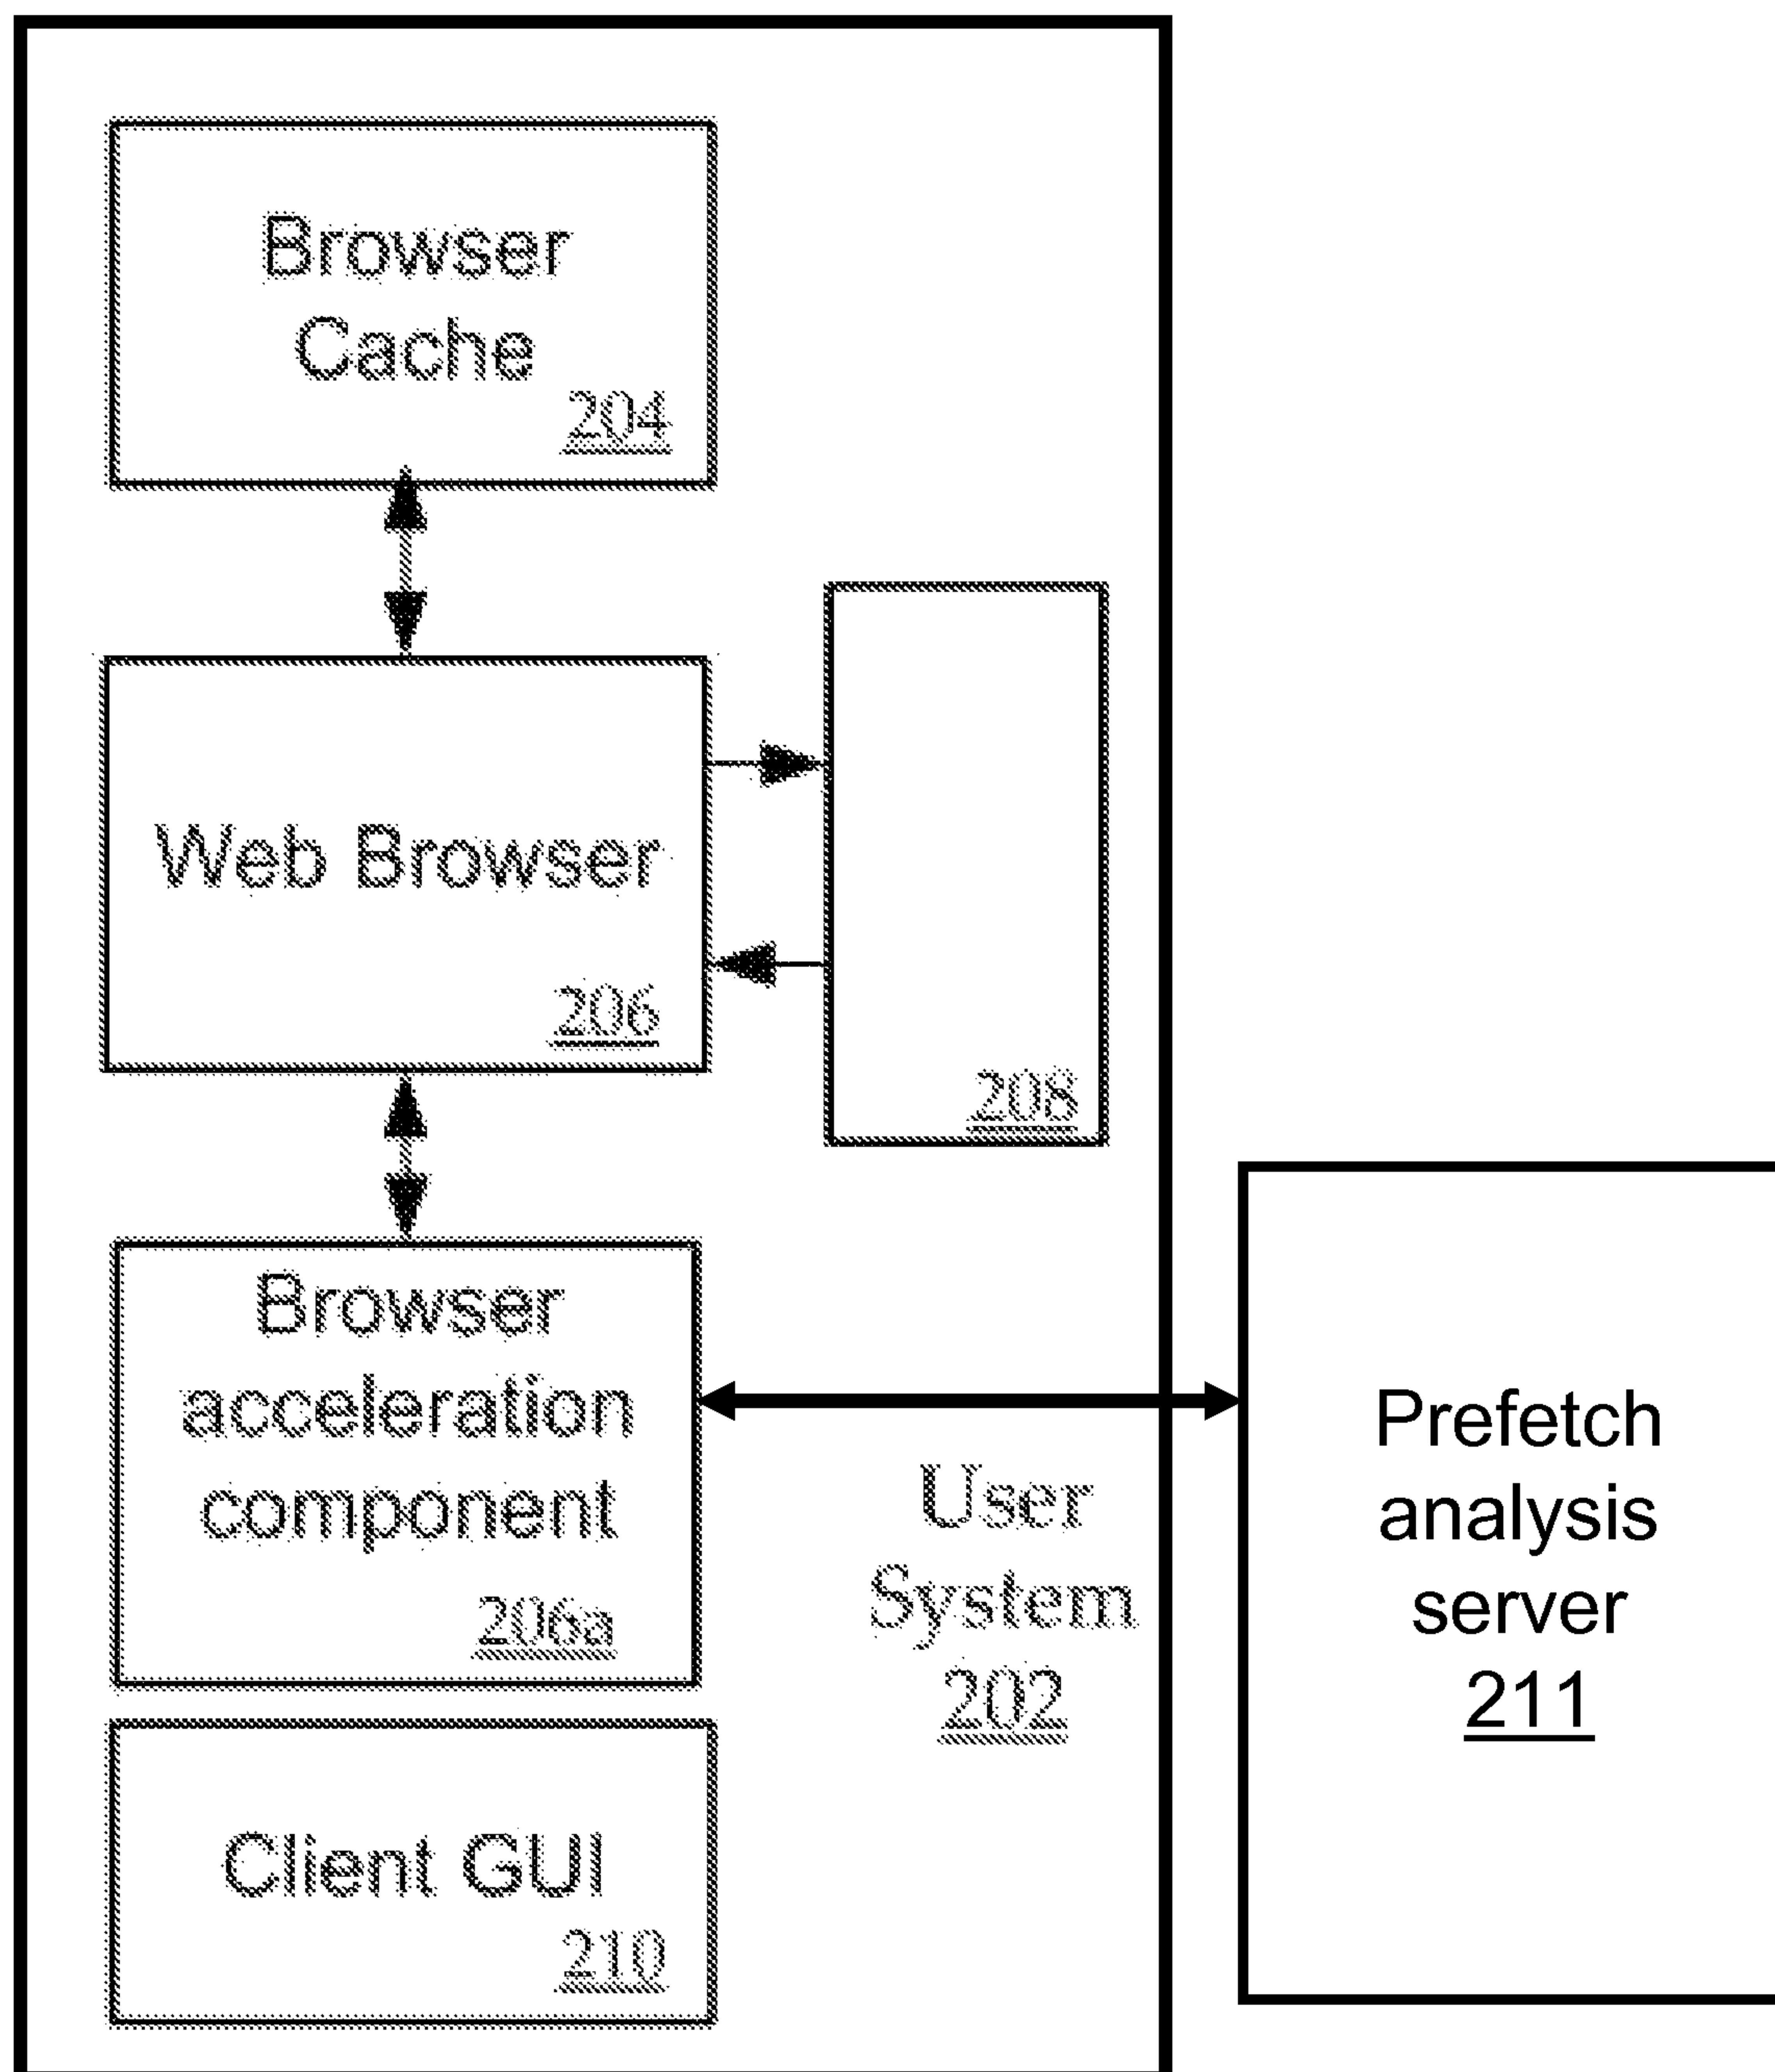 Browser
Cache
204
Web Browser
206
208
Browser
acceleration
component
206a
User
System
202
Prefetch
analysis
server
211
Client GUI
210